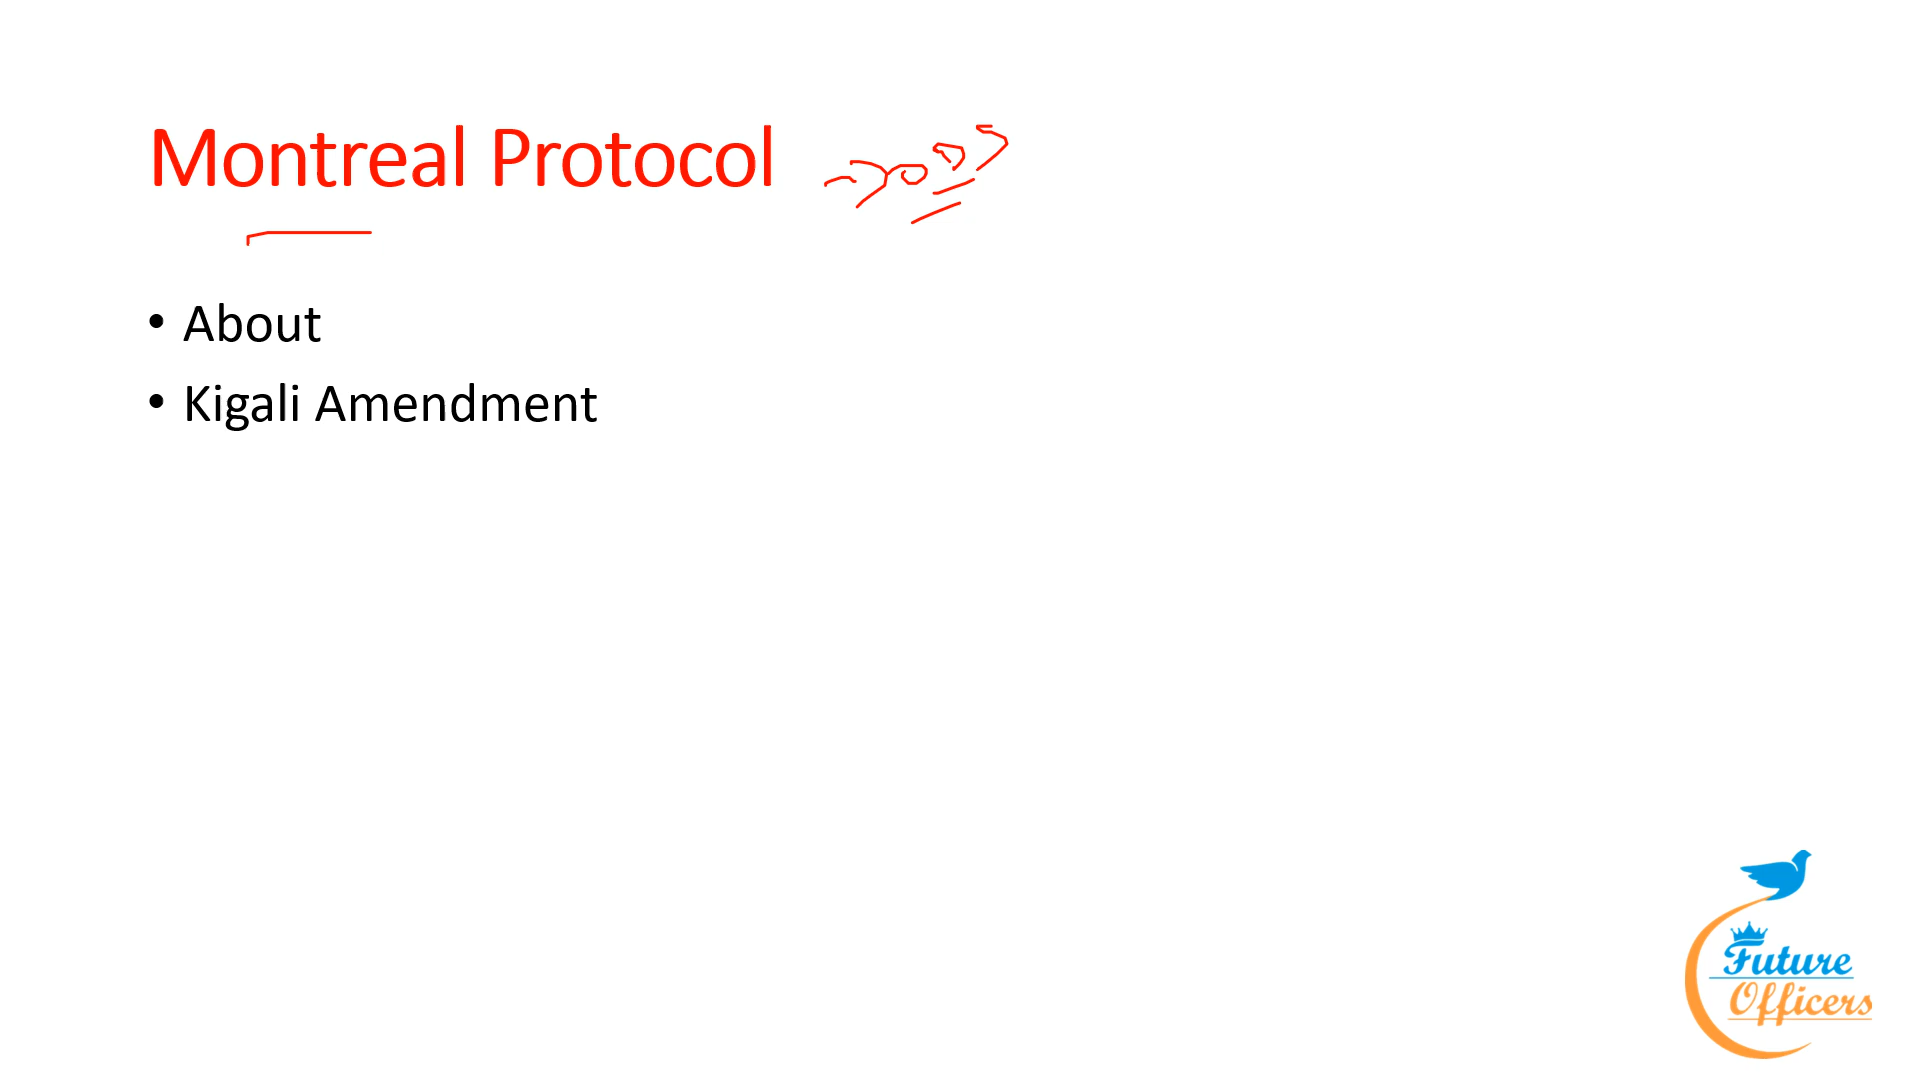 Montreal Protocol
• About
• Kigali Amendment
Future
Officers